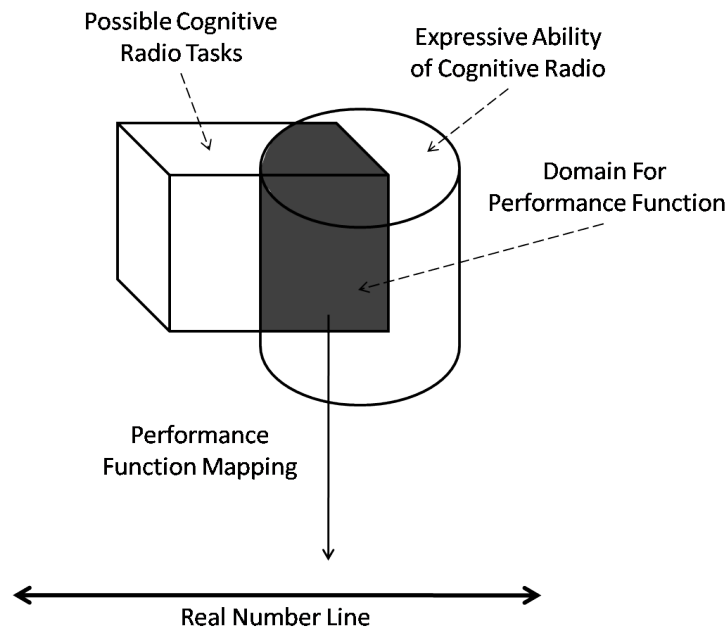 Possible Cognitive
Radio Tasks
Expressive Ability
of Cognitive Radio
Domain For
Performance Function
Performance
Function Mapping
Real Number Line